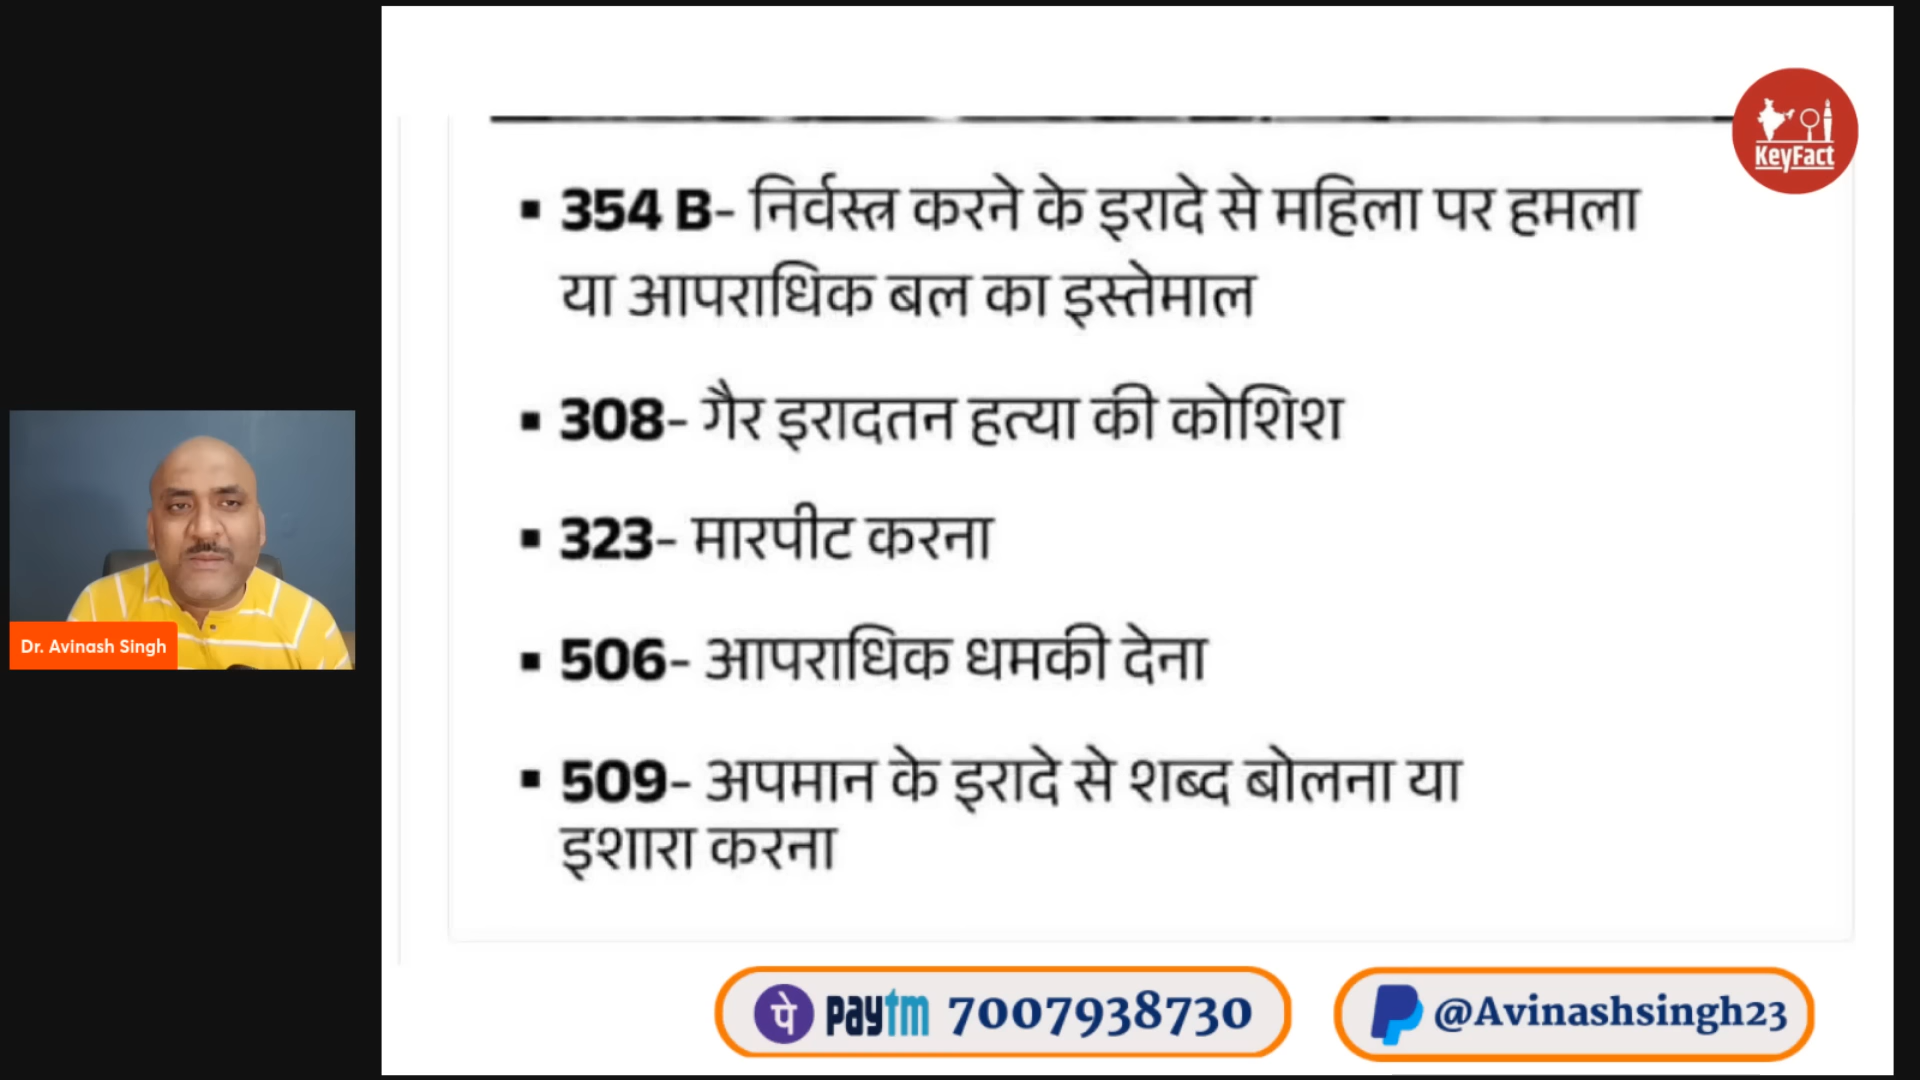 KeyFact
▪ 354 B- निर्वस्त्र करने के इरादे से महिला पर हमला
या आपराधिक बल का इस्तेमाल
▪ 308- गैर इरादतन हत्या की कोशिश
▪ 323- मारपीट करना
▪ 506- आपराधिक धमकी देना
▪ 509- अपमान के इरादे से शब्द बोलना या
इशारा करना
Dr. Avinash Singh
पे paytm 7007938730
@Avinashsingh23